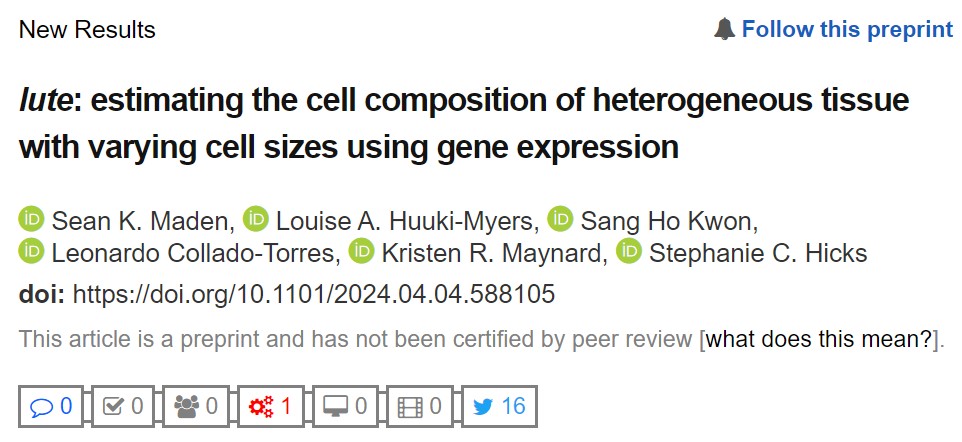 New Results
Follow this preprint
lute: estimating the cell composition of heterogeneous tissue
with varying cell sizes using gene expression
iD Sean K. Maden, iD Louise A. Huuki-Myers, iD Sang Ho Kwon,
iD Leonardo Collado-Torres, iD Kristen R. Maynard, iD Stephanie C. Hicks
doi: https://doi.org/10.1101/2024.04.04.588105
This article is a preprint and has not been certified by peer review [what does this mean?].
0 0 0 1 0 0 16